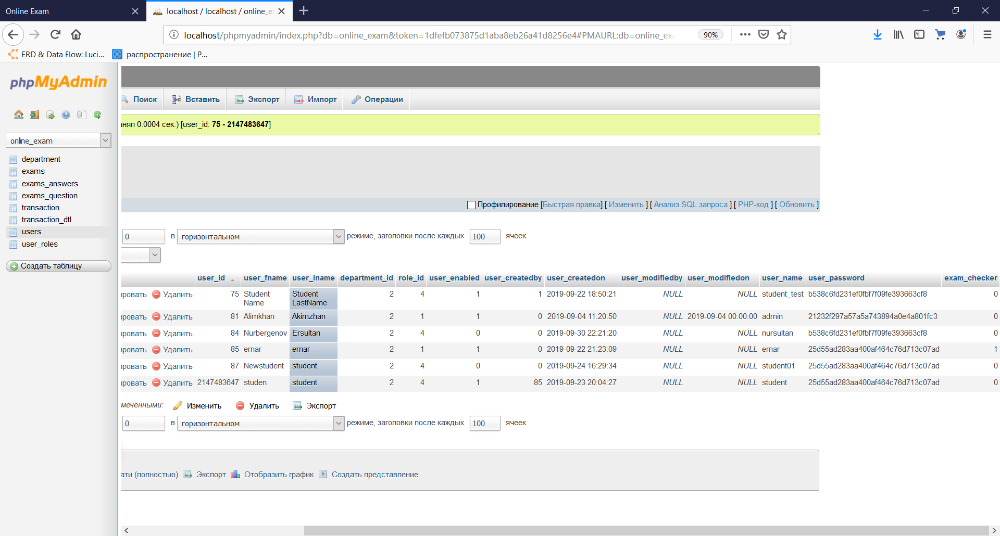 Online Exam
localhost / localhost / online_e
localhost/phpmyadmin/index.php?db=online_exam&token=1dfefb073875d1aba8eb26a41d8256e4#PMAURL:db=online_exa
90%
ERD & Data Flow: Luci...
распространение | P...
phpMyAdmin
Поиск
Вставить
Экспорт
Импорт
Операции
нял 0.0004 сек.) [user_id: 75 - 2147483647]
online_exam
department
exams
exams_answers
exams_question
transaction
transaction_dtl
users
user_roles
Создать таблицу
Профилирование [Быстрая правка] [ Изменить ] [ Анализ SQL запроса ] [ PHP-код ] [ Обновить ]
0 в горизонтальном режиме, заголовки после каждых 100 ячеек
user_id user_fname user_lname department_id role_id user_enabled user_createdby user_createdon user_modifiedby user_modifiedon user_name user_password exam_checker
ировать Удалить 75 Student Name Student LastName 2 4 1 1 2019-09-22 18:50:21 NULL NULL student_test b538c6fd231ef0fbf7f09fe393663cf8 0
ировать Удалить 81 Alimkhan Akimzhan 2 1 1 0 2019-09-04 11:20:50 NULL 2019-09-04 00:00:00 admin 21232f297a57a5a743894a0e4a801fc3 0
ировать Удалить 84 Nurbergenov Ersultan 2 4 0 0 2019-09-30 22:21:20 NULL NULL nursultan b538c6fd231ef0fbf7f09fe393663cf8 0
ировать Удалить 85 ernar ernar 2 1 1 0 2019-09-22 21:23:09 NULL NULL ernar 25d55ad283aa400af464c76d713c07ad 1
ировать Удалить 87 Newstudent student 2 4 0 0 2019-09-24 16:29:34 NULL NULL student01 25d55ad283aa400af464c76d713c07ad 0
ировать Удалить 2147483647 studen student 2 4 1 85 2019-09-23 20:04:27 NULL NULL student 25d55ad283aa400af464c76d713c07ad 0
меченными: Изменить Удалить Экспорт
0 в горизонтальном режиме, заголовки после каждых 100 ячеек
ати (полностью) Экспорт Отобразить график Создать представление